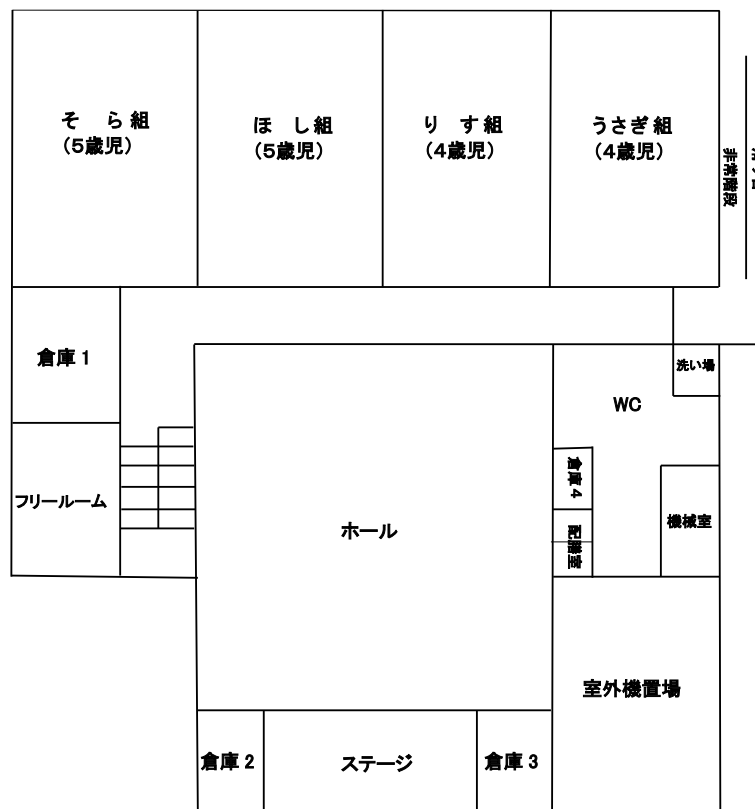 そ ら 組
(5歳児)
ほ し 組
(5歳児)
り す 組
(4歳児)
うさぎ 組
(4歳児)
非常階段
倉庫 1
洗い場
WC
フリールーム
倉庫 4
配膳室
機械室
ホール
室外機置場
倉庫 2
ステージ
倉庫 3